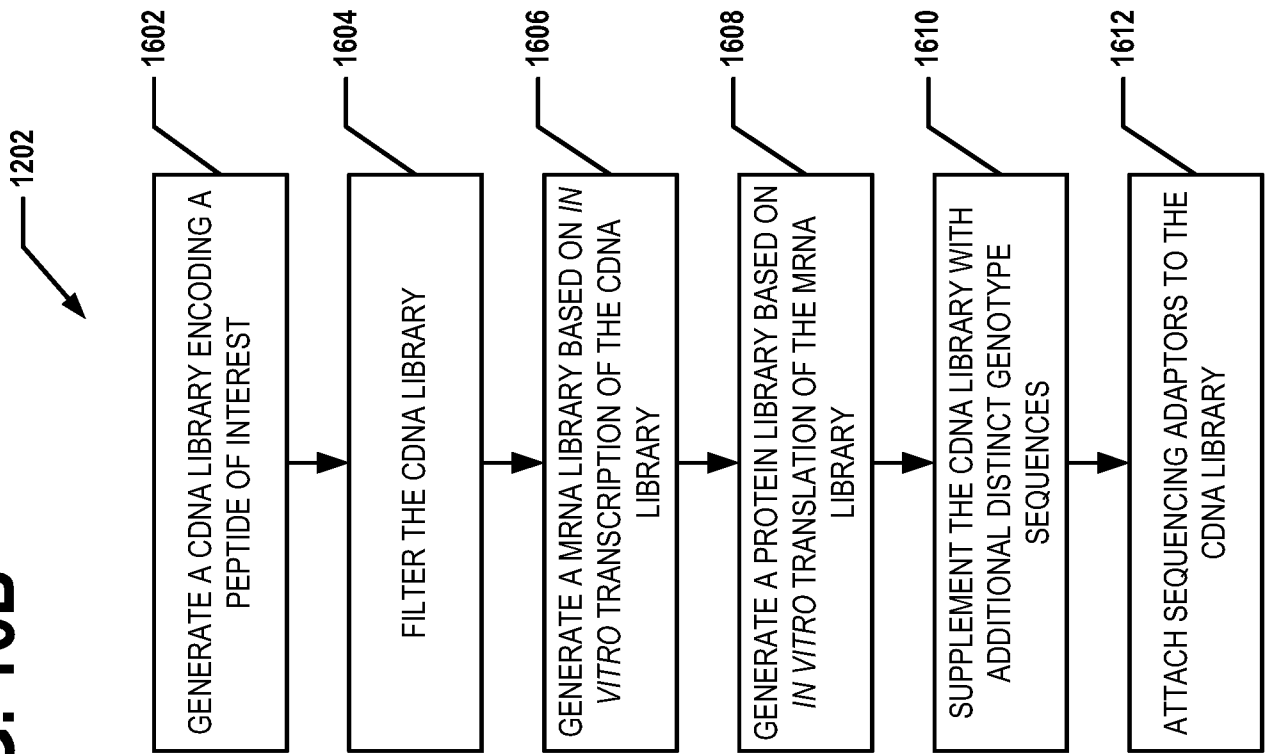 1202
1602
GENERATE A CDNA LIBRARY ENCODING A
PEPTIDE OF INTEREST
1604
FILTER THE CDNA LIBRARY
1606
GENERATE A MRNA LIBRARY BASED ON IN
VITRO TRANSCRIPTION OF THE CDNA
LIBRARY
1608
GENERATE A PROTEIN LIBRARY BASED ON
IN VITRO TRANSLATION OF THE MRNA
LIBRARY
1610
SUPPLEMENT THE CDNA LIBRARY WITH
ADDITIONAL DISTINCT GENOTYPE
SEQUENCES
1612
ATTACH SEQUENCING ADAPTORS TO THE
CDNA LIBRARY